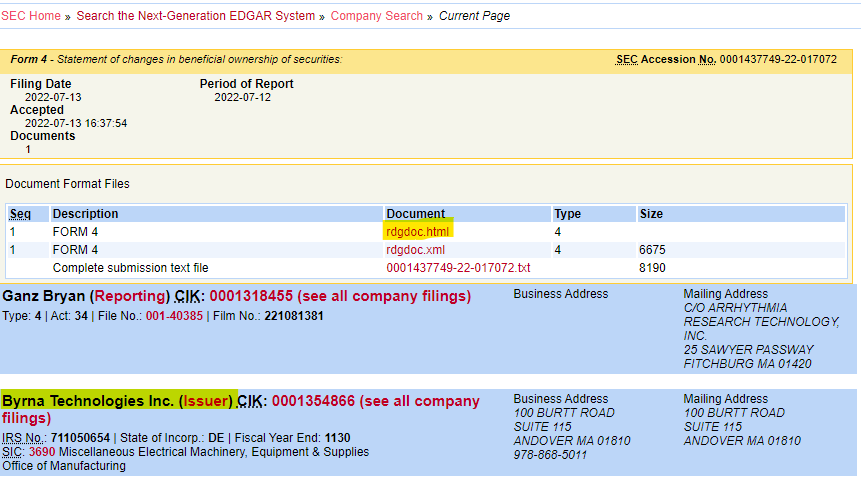 SEC Home » Search the Next-Generation EDGAR System » Company Search » Current Page
Form 4 - Statement of changes in beneficial ownership of securities: SEC Accession No. 0001437749-22-017072
Filing Date Period of Report
2022-07-13 2022-07-12
Accepted
2022-07-13 16:37:54
Documents
1
Document Format Files
Seq Description Document Type Size
1 FORM 4 rdgdoc.html 4
1 FORM 4 rdgdoc.xml 4 6675
Complete submission text file 0001437749-22-017072.txt 8190
Ganz Bryan (Reporting) CIK: 0001318455 (see all company filings)
Type: 4 | Act: 34 | File No.: 001-40385 | Film No.: 221081381
Business Address
Mailing Address
C/O ARRHYTHMIA
RESEARCH TECHNOLOGY,
INC.
25 SAWYER PASSWAY
FITCHBURG MA 01420
Byrna Technologies Inc. (Issuer) CIK: 0001354866 (see all company
filings)
IRS No.: 711050654 | State of Incorp.: DE | Fiscal Year End: 1130
SIC: 3690 Miscellaneous Electrical Machinery, Equipment & Supplies
Office of Manufacturing
Business Address
100 BURTT ROAD
SUITE 115
ANDOVER MA 01810
978-868-5011
Mailing Address
100 BURTT ROAD
SUITE 115
ANDOVER MA 01810